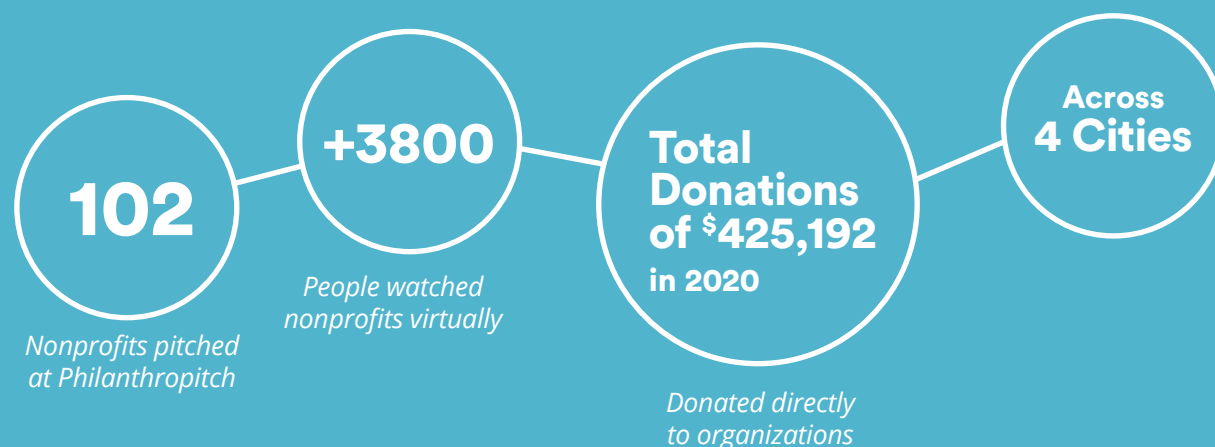 102
Nonprofits pitched
at Philanthropitch
+3800
People watched
nonprofits virtually
Total
Donations
of $425,192
in 2020
Donated directly
to organizations
Across
4 Cities